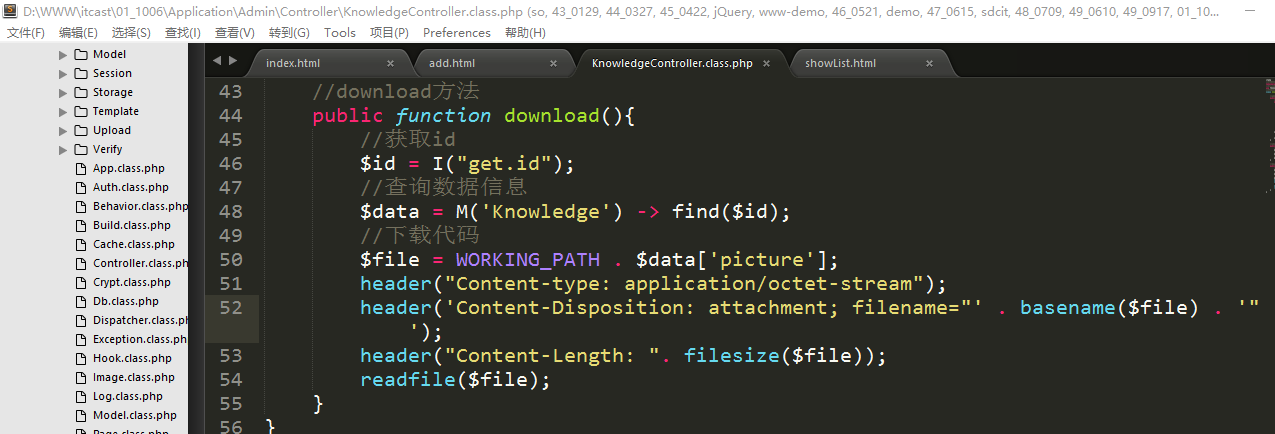 D:\WWW\itcast\01_1006\Application\Admin\Controller\KnowledgeController.class.php (so, 43_0129, 44_0327, 45_0422, jQuery, www-demo, 46_0521, demo, 47_0615, sdcit, 48_0709, 49_0610, 49_0917, 01_10...
文件(F) 编辑(E) 选择(S) 查找(I) 查看(V) 转到(G) Tools 项目(P) Preferences 帮助(H)
Model
Session
Storage
Template
Upload
Verify
App.class.php
Auth.class.php
Behavior.class.php
Build.class.php
Cache.class.php
Controller.class.ph
Crypt.class.php
Db.class.php
Dispatcher.class.ph
Exception.class.ph
Hook.class.php
Image.class.php
Log.class.php
Model.class.php
Page.class.php
index.html × add.html × KnowledgeController.class.php × showList.html ×
43 //download方法
44 public function download(){
45 //获取id
46 $id = I("get.id");
47 //查询数据信息
48 $data = M('Knowledge') -> find($id);
49 //下载代码
50 $file = WORKING_PATH . $data['picture'];
51 header("Content-type: application/octet-stream");
52 header('Content-Disposition: attachment; filename="' . basename($file) . '"
');
53 header("Content-Length: ". filesize($file));
54 readfile($file);
55 }
56 }